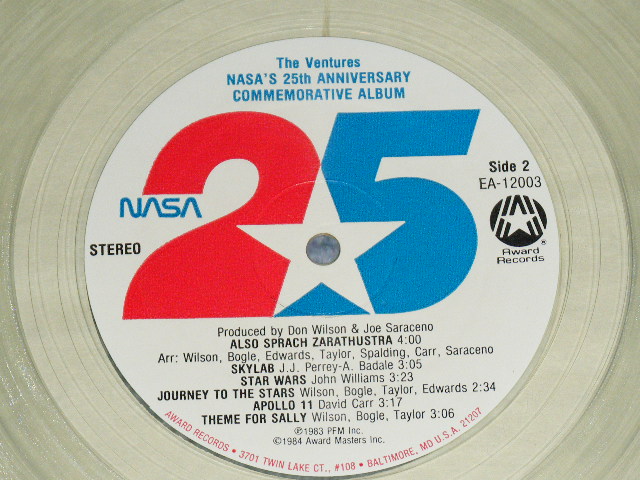 The Ventures
NASA'S 25th ANNIVERSARY
COMMEMORATIVE ALBUM
25
Side 2
EA-12003
NASA
STEREO
®
Award
Records
Produced by Don Wilson & Joe Saraceno
ALSO SPRACH ZARATHUSTRA 4:00
Arr: Wilson, Bogle, Edwards, Taylor, Spalding, Carr, Saraceno
SKYLAB J.J. Perrey-A. Badale 3:05
STAR WARS John Williams 3:23
JOURNEY TO THE STARS Wilson, Bogle, Taylor, Edwards 2:34
APOLLO 11 David Carr 3:17
THEME FOR SALLY Wilson, Bogle, Taylor 3:06
℗1983 PFM Inc.
©1984 Award Masters Inc.
AWARD RECORDS • 3701 TWIN LAKE CT., #108 • BALTIMORE, MD U.S.A. 21207